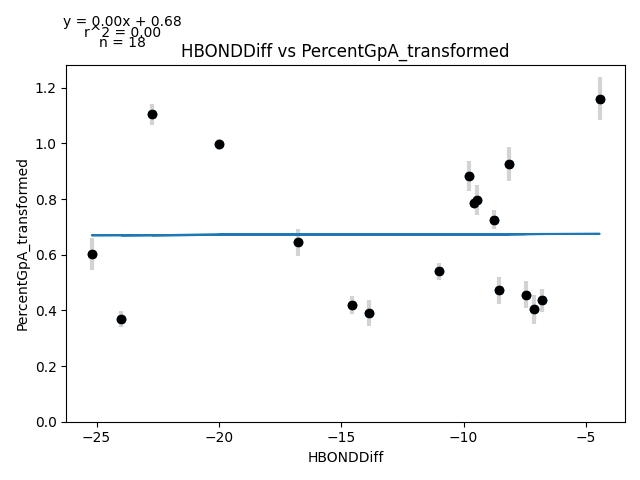 y = 0.00x + 0.68
r^2 = 0.00
n = 18
HBONDDiff vs PercentGpA_transformed
PercentGpA_transformed
1.2
1.0
0.8
0.6
0.4
0.2
0.0
−25
−20
−15
−10
−5
HBONDDiff